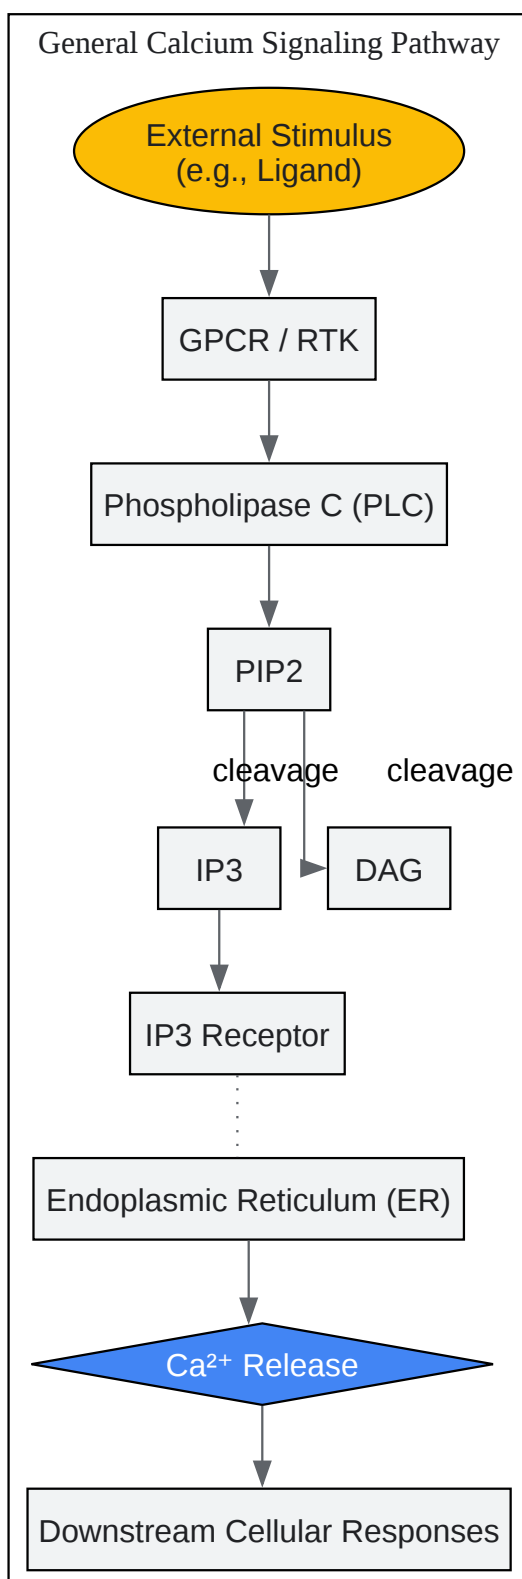 General Calcium Signaling Pathway
External Stimulus
(e.g., Ligand)
GPCR / RTK
Phospholipase C (PLC)
PIP2
cleavage
cleavage
IP3
DAG
IP3 Receptor
Endoplasmic Reticulum (ER)
Ca²⁺ Release
Downstream Cellular Responses